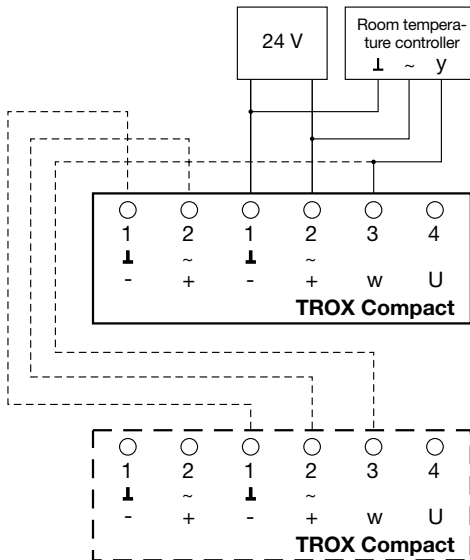 24 V
Room tempera-
ture controller
⊥ ~ y
1 2 1 2 3 4
⊥ ~ ⊥ ~
- + - + w U
TROX Compact
1 2 1 2 3 4
⊥ ~ ⊥ ~
- + - + w U
TROX Compact